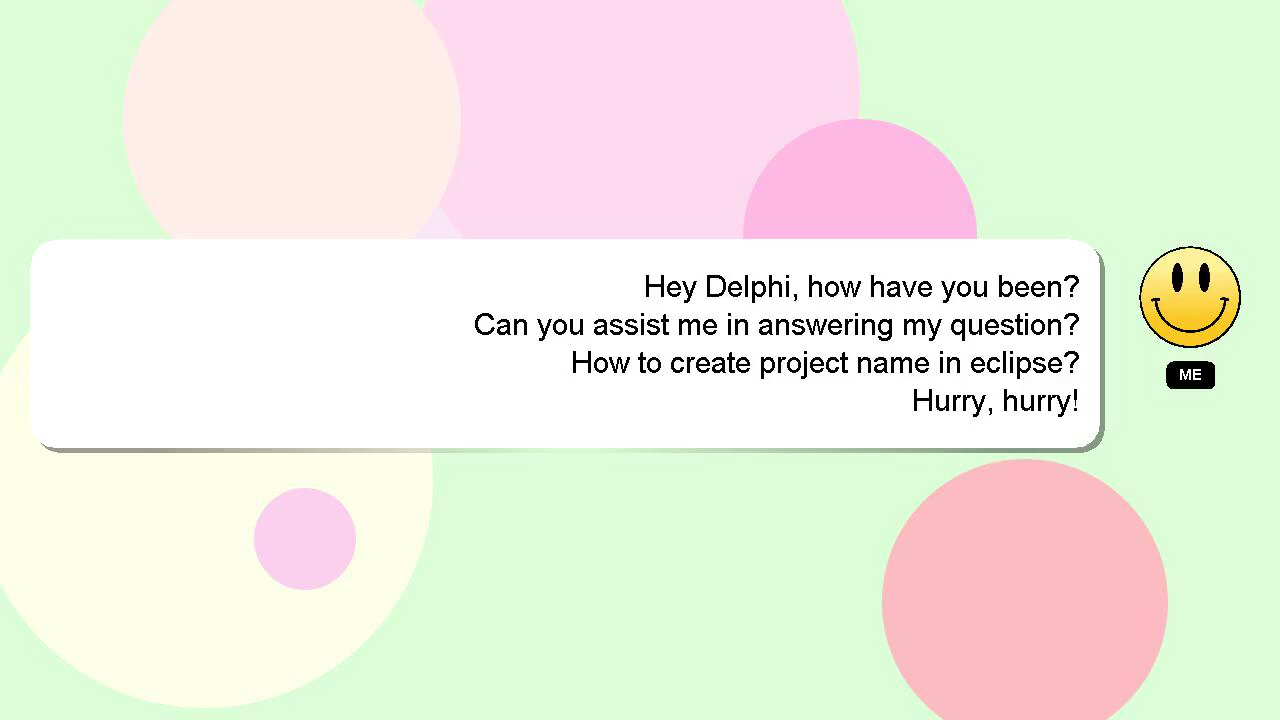 Hey Delphi, how have you been?
Can you assist me in answering my question?
How to create project name in eclipse?
Hurry, hurry!
ME